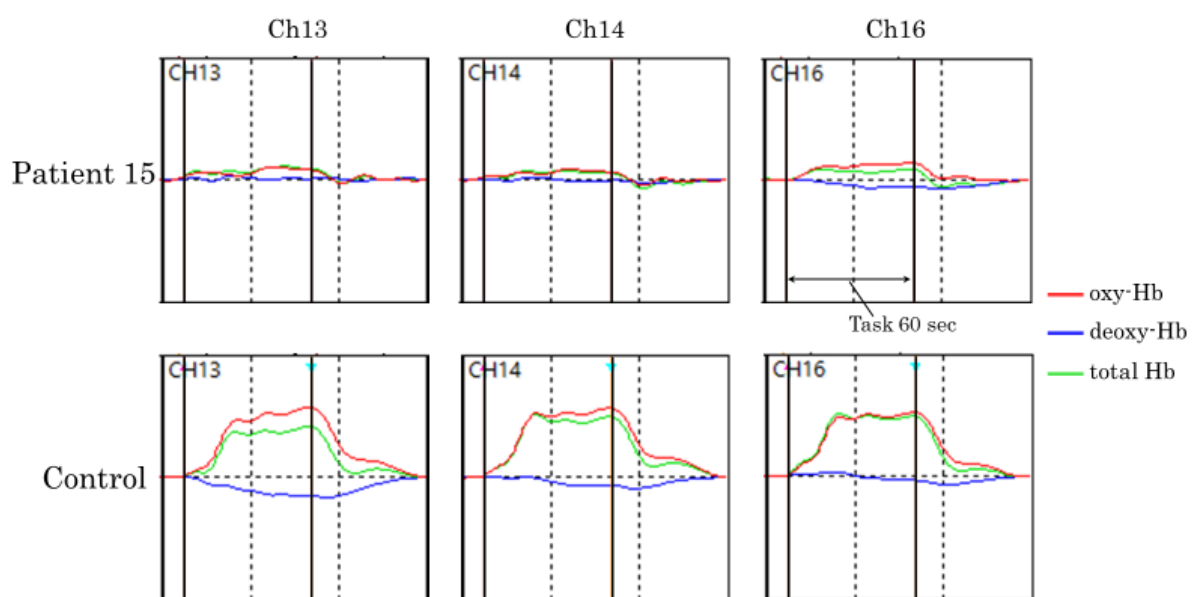 Ch13 Ch14 Ch16
CH13 CH14 CH16
Patient 15
oxy-Hb
Task 60 sec
deoxy-Hb
CH13 CH14 CH16
total Hb
Control